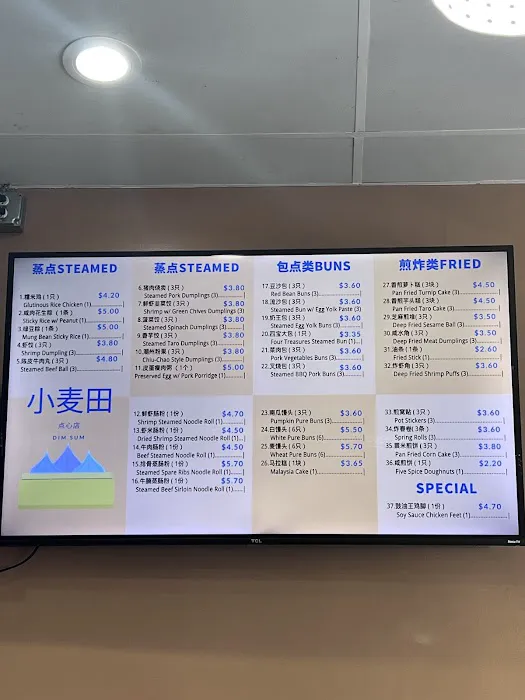 蒸点STEAMED
1.糯米鸡 (1只) $4.20
Glutinous Rice Chicken (1)
2.咸肉花生粽 (1条) $5.00
Sticky Rice w/ Peanut (1)
3.绿豆粽 (1条) $5.00
Mung Bean Sticky Rice (1)
4.虾饺 (3只) $3.80
Shrimp Dumpling (3)
5.陈皮牛肉丸 (3只) $4.80
Steamed Beef Ball (3)
小麦田
点心店
DIM SUM
蒸点STEAMED
6.猪肉烧卖 (3只) $3.80
Steamed Pork Dumplings (3)
7.鲜虾韭菜饺 (3只) $3.80
Shrimp w/ Green Chives Dumplings (3)
8.菠菜饺 (3只) $3.80
Steamed Spinach Dumplings (3)
9.香芋饺 (3只) $3.80
Steamed Taro Dumplings (3)
10.潮州粉果 (3只) $3.80
Chiu-Chao Style Dumplings (3)
11.皮蛋瘦肉粥 (1个) $5.00
Preserved Egg w/ Pork Porridge (1)
12.鲜虾肠粉 (1份) $4.70
Shrimp Steamed Noodle Roll (1)
13.虾米肠粉 (1份) $4.50
Dried Shrimp Steamed Noodle Roll (1)
14.牛肉肠粉 (1份) $4.50
Beef Steamed Noodle Roll (1)
15.排骨蒸肠粉 (1份) $5.70
Steamed Spare Ribs Noodle Roll (1)
16.牛腩蒸肠粉 (1份) $5.70
Steamed Beef Sirloin Noodle Roll (1)
包点类BUNS
17.豆沙包 (3只) $3.60
Red Bean Buns (3)
18.流沙包 (3只) $3.60
Steamed Bun w/ Egg Yolk Paste (3)
19.奶王包 (3只) $3.60
Steamed Egg Yolk Buns (3)
20.四宝大包 (1只) $3.35
Four Treasures Steamed Bun (1)
21.菜肉包 (3只) $3.60
Pork Vegetables Buns (3)
22.叉烧包 (3只) $3.60
Steamed BBQ Pork Buns (3)
23.南瓜馒头 (3只) $3.60
Pumpkin Pure Buns (3)
24.白馒头 (6只) $5.50
White Pure Buns (6)
25.麦馒头 (6只) $5.70
Wheat Pure Buns (6)
26.马拉糕 (1块) $3.65
Malaysia Cake (1)
煎炸类FRIED
27.香煎萝卜糕 (3块) $4.50
Pan Fried Turnip Cake (3)
28.香煎芋头糕 (3块) $4.50
Pan Fried Taro Cake (3)
29.芝麻煎堆 (3只) $3.50
Deep Fried Sesame Ball (3)
30.咸水角 (3只) $3.50
Deep Fried Meat Dumplings (3)
31.油条 (1条) $2.60
Fried Stick (1)
32.炸虾角 (3只) $3.60
Deep Fried Shrimp Puffs (3)
33.煎窝贴 (3只) $3.60
Pot Stickers (3)
34.炸春卷 (3条) $3.60
Spring Rolls (3)
35.粟米煎饼 (3只) $3.80
Pan Fried Corn Cake (3)
36.咸煎饼 (1只) $2.20
Five Spice Doughnuts (1)
SPECIAL
37.豉油王鸡脚 (1份) $4.70
Soy Sauce Chicken Feet (1)
TCL
Roku TV